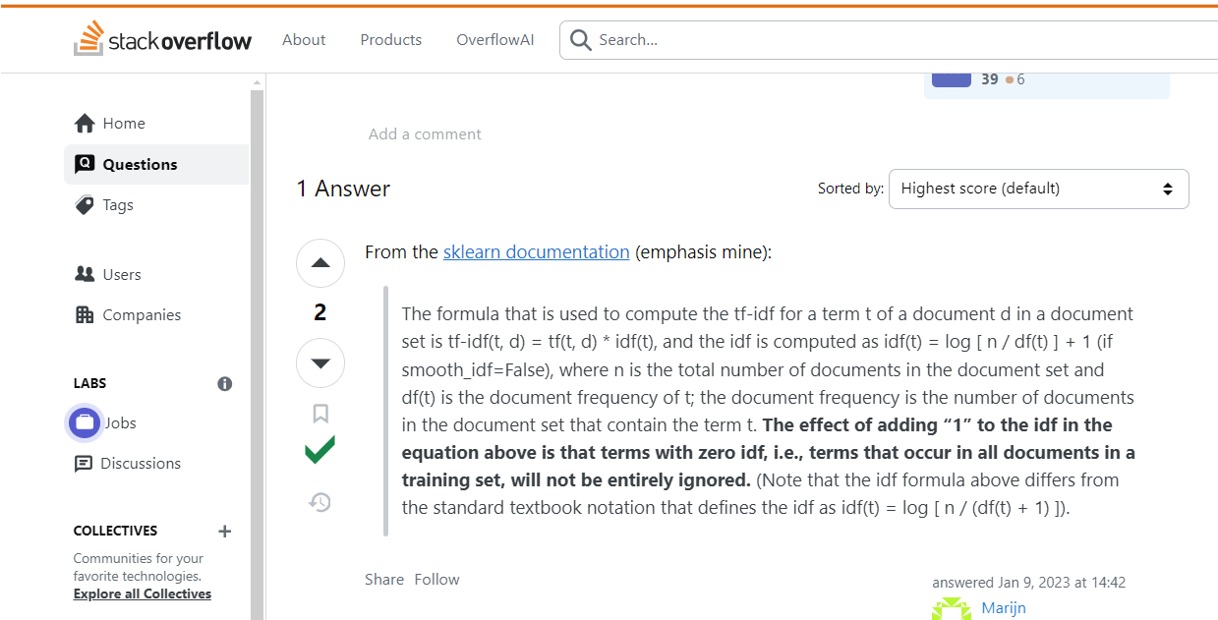 stack overflow
About
Products
OverflowAI
Search...
39 6
Home
Questions
Tags
Users
Companies
LABS
Jobs
Discussions
COLLECTIVES
Communities for your
favorite technologies.
Explore all Collectives
Add a comment
1 Answer
Sorted by: Highest score (default)
2
From the sklearn documentation (emphasis mine):
The formula that is used to compute the tf-idf for a term t of a document d in a document
set is tf-idf(t, d) = tf(t, d) * idf(t), and the idf is computed as idf(t) = log [ n / df(t) ] + 1 (if
smooth_idf=False), where n is the total number of documents in the document set and
df(t) is the document frequency of t; the document frequency is the number of documents
in the document set that contain the term t. The effect of adding “1” to the idf in the
equation above is that terms with zero idf, i.e., terms that occur in all documents in a
training set, will not be entirely ignored. (Note that the idf formula above differs from
the standard textbook notation that defines the idf as idf(t) = log [ n / (df(t) + 1) ]).
Share Follow
answered Jan 9, 2023 at 14:42
Marijn